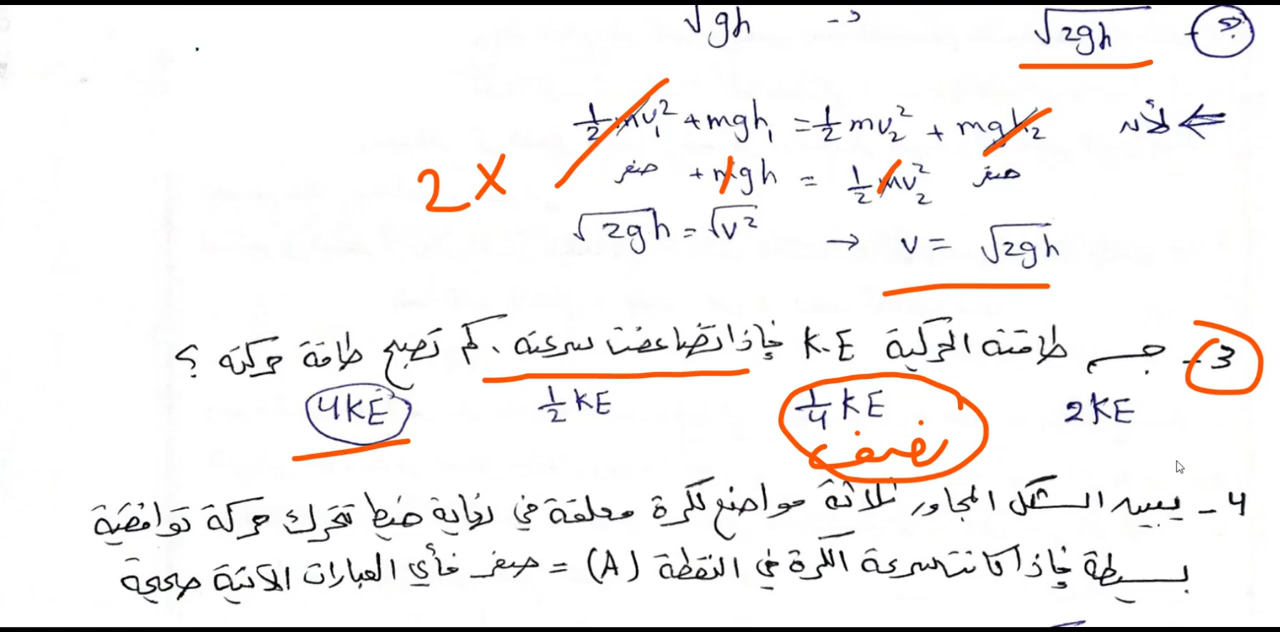 ج - √2gh -> √gh
لأن ⇐ ½mv₁² + mgh₁ = ½mv₂² + mgh₂
2 x
صفر + mgh = ½mv₂² صفر
√2gh = √v² → v = √2gh
3 - جسم طاقته الحركية K.E فإذا تضاعفت سرعته . كم تصبح طاقة حركته ؟
2KE ¼KE ½KE 4KE
نصف
4 - يبين الشكل المجاور ثلاثة مواضع لكرة معلقة في نهاية خيط تتحرك حركة توافقية
بسيطة فإذا كانت سرعة الكرة في النقطة (A) = صفر فأي العبارات الآتية صحيحة